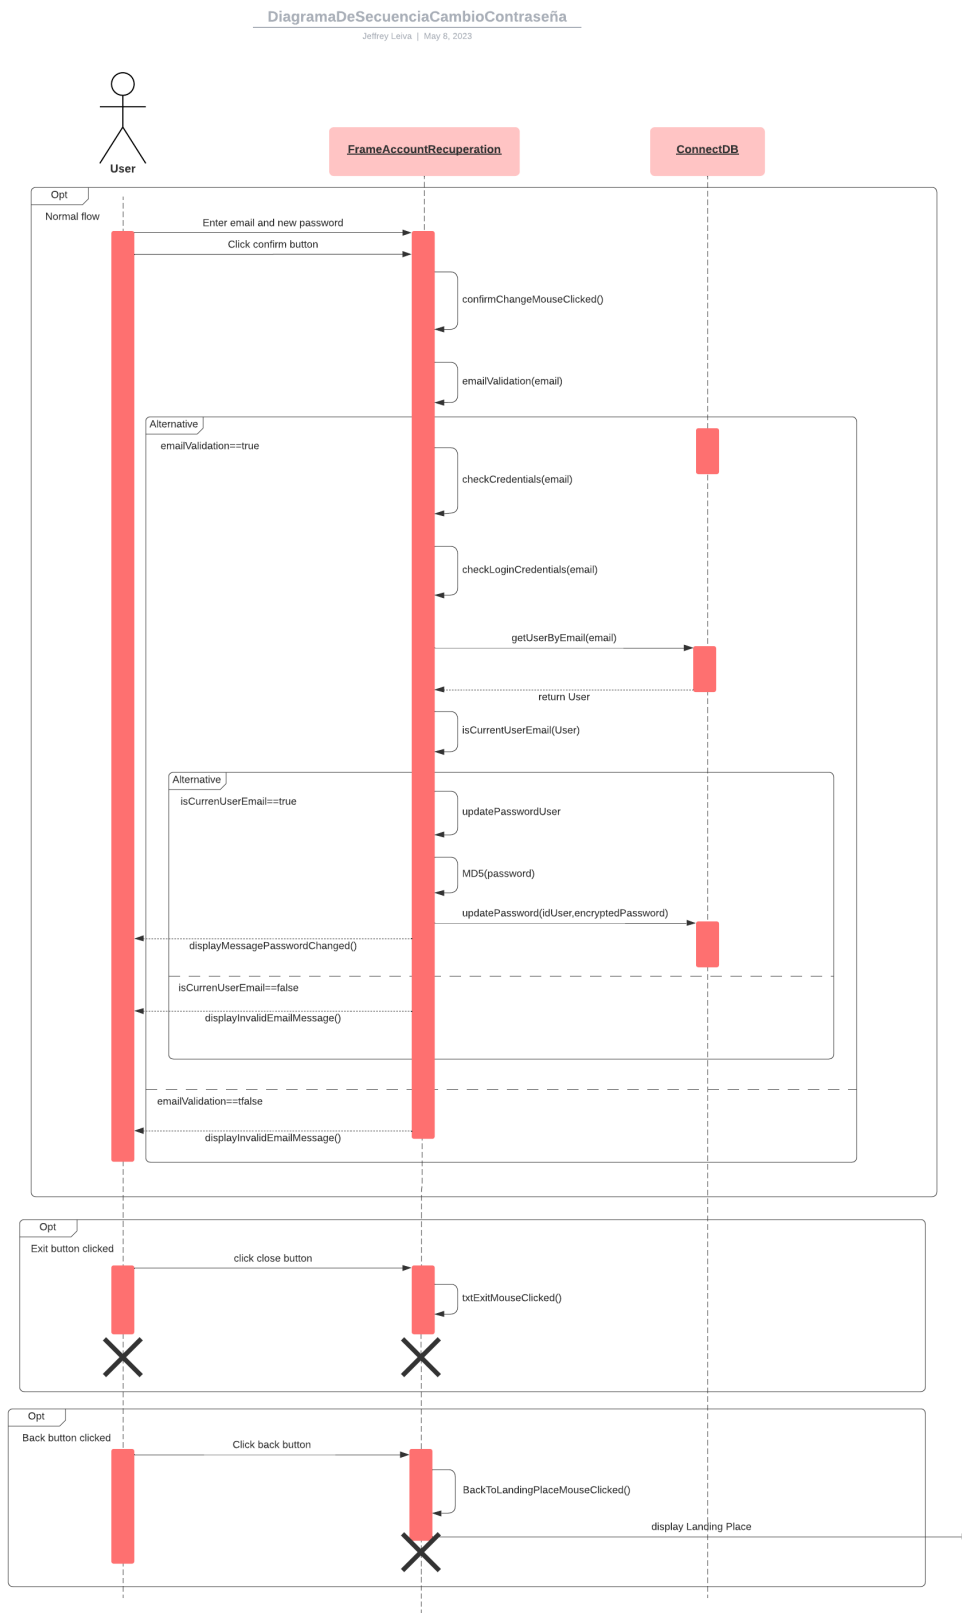 DiagramaDeSecuenciaCambioContraseña
Jeffrey Leiva | May 8, 2023
User
FrameAccountRecuperation
ConnectDB
Opt
Normal flow
Enter email and new password
Click confirm button
confirmChangeMouseClicked()
emailValidation(email)
Alternative
emailValidation==true
checkCredentials(email)
checkLoginCredentials(email)
getUserByEmail(email)
return User
isCurrentUserEmail(User)
Alternative
isCurrenUserEmail==true
updatePasswordUser
MD5(password)
updatePassword(idUser,encryptedPassword)
displayMessagePasswordChanged()
isCurrenUserEmail==false
displayInvalidEmailMessage()
emailValidation==tfalse
displayInvalidEmailMessage()
Opt
Exit button clicked
click close button
txtExitMouseClicked()
Opt
Back button clicked
Click back button
BackToLandingPlaceMouseClicked()
display Landing Place